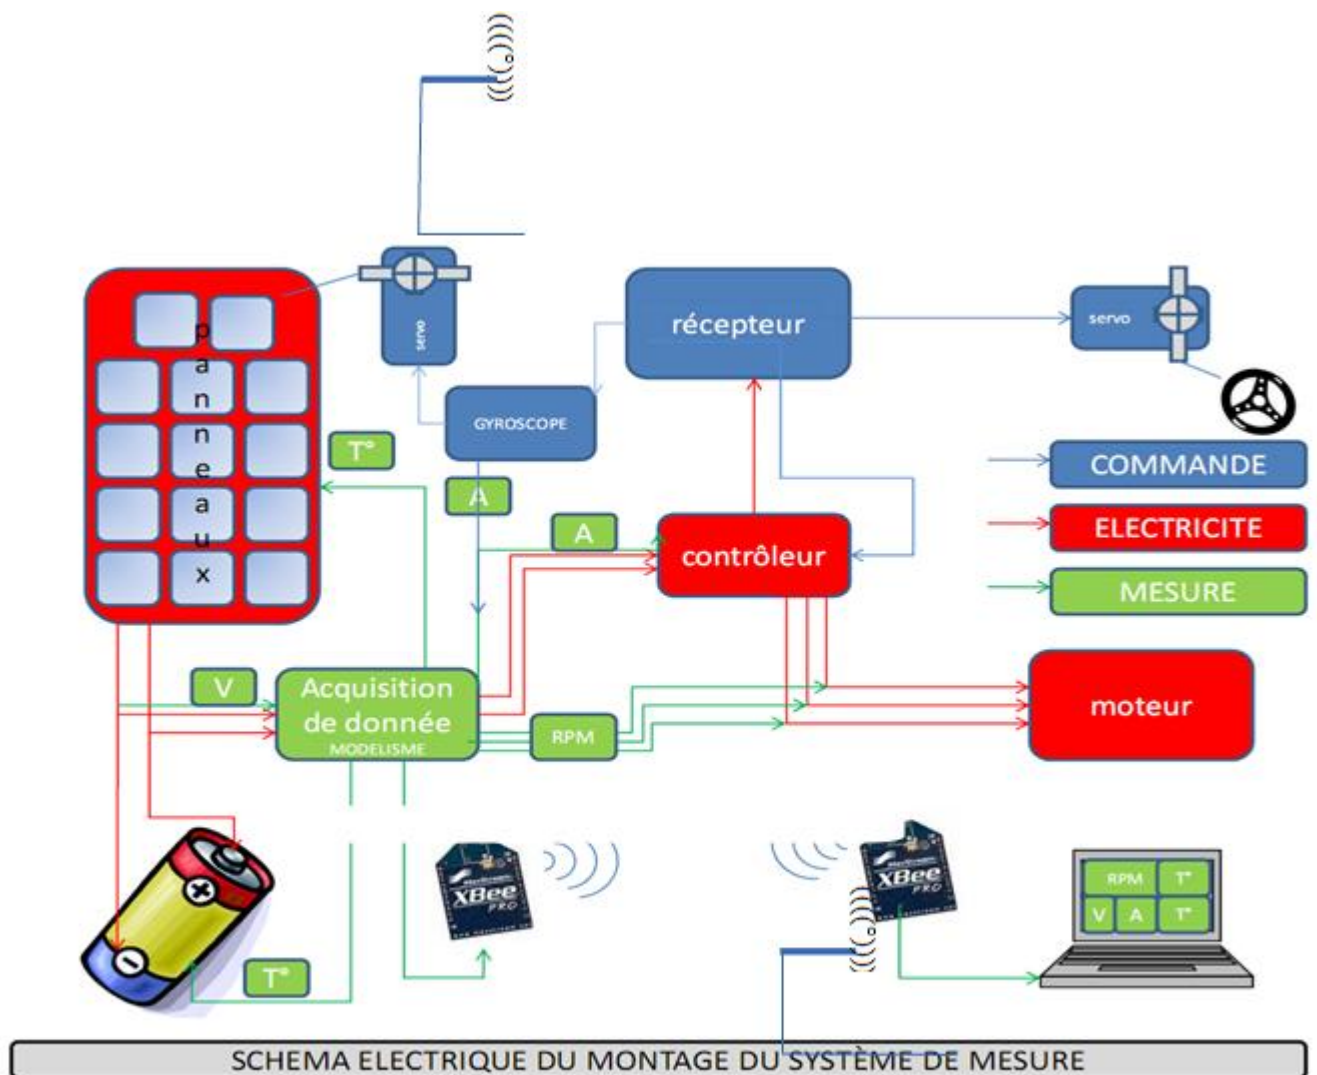 panneaux
servo
récepteur
servo
GYROSCOPE
T°
COMMANDE
A
A
contrôleur
ELECTRICITE
MESURE
V
Acquisition
de donnée
MODELISME
RPM
moteur
XBee
PRO
XBee
PRO
RPM
T°
V
A
T°
T°
SCHEMA ELECTRIQUE DU MONTAGE DU SYSTÈME DE MESURE